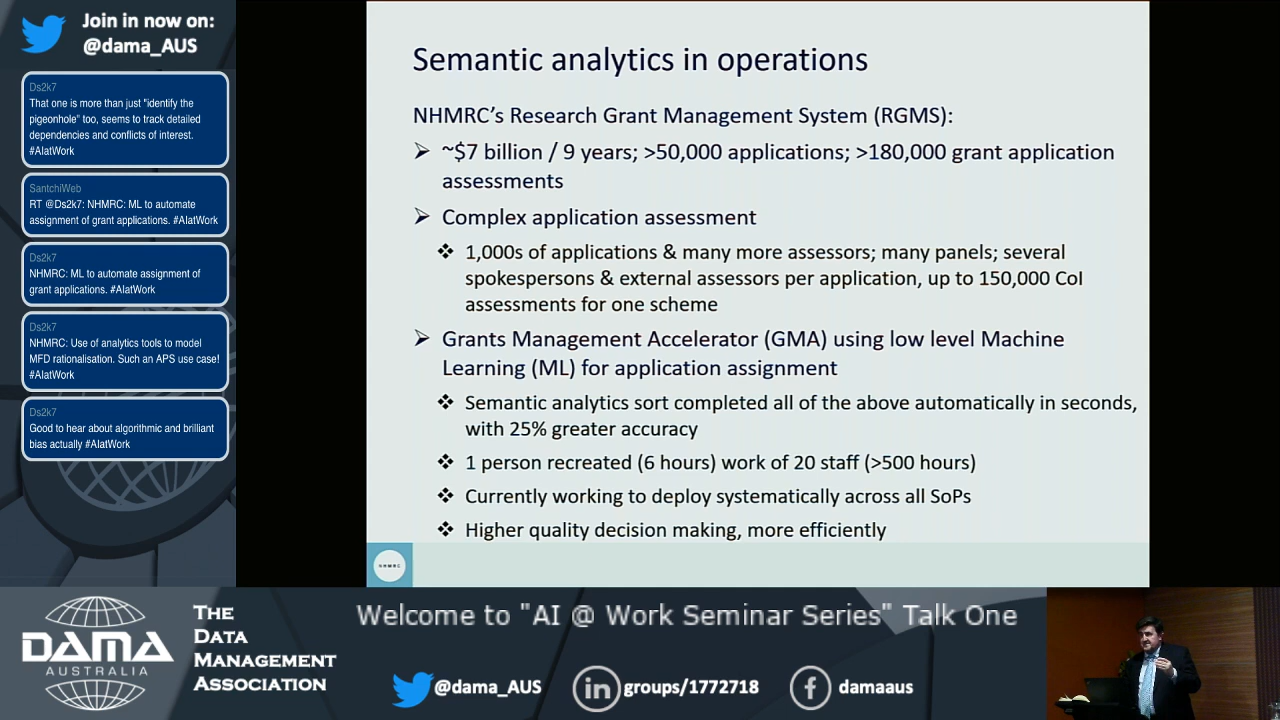 Join in now on:
@dama_AUS
Ds2k7
That one is more than just "identify the
pigeonhole" too, seems to track detailed
dependencies and conflicts of interest.
#AIatWork
SantchiWeb
RT @Ds2k7: NHMRC: ML to automate
assignment of grant applications. #AIatWork
Ds2k7
NHMRC: ML to automate assignment of
grant applications. #AIatWork
Ds2k7
NHMRC: Use of analytics tools to model
MFD rationalisation. Such an APS use case!
#AIatWork
Ds2k7
Good to hear about algorithmic and brilliant
bias actually #AIatWork
Semantic analytics in operations
NHMRC's Research Grant Management System (RGMS):
➢ ~$7 billion / 9 years; >50,000 applications; >180,000 grant application
assessments
➢ Complex application assessment
❖ 1,000s of applications & many more assessors; many panels; several
spokespersons & external assessors per application, up to 150,000 CoI
assessments for one scheme
➢ Grants Management Accelerator (GMA) using low level Machine
Learning (ML) for application assignment
❖ Semantic analytics sort completed all of the above automatically in seconds,
with 25% greater accuracy
❖ 1 person recreated (6 hours) work of 20 staff (>500 hours)
❖ Currently working to deploy systematically across all SoPs
❖ Higher quality decision making, more efficiently
NHMRC
DAMA
AUSTRALIA
THE
DATA
MANAGEMENT
ASSOCIATION
Welcome to "AI @ Work Seminar Series" Talk One
@dama_AUS
in groups/1772718
f damaaus